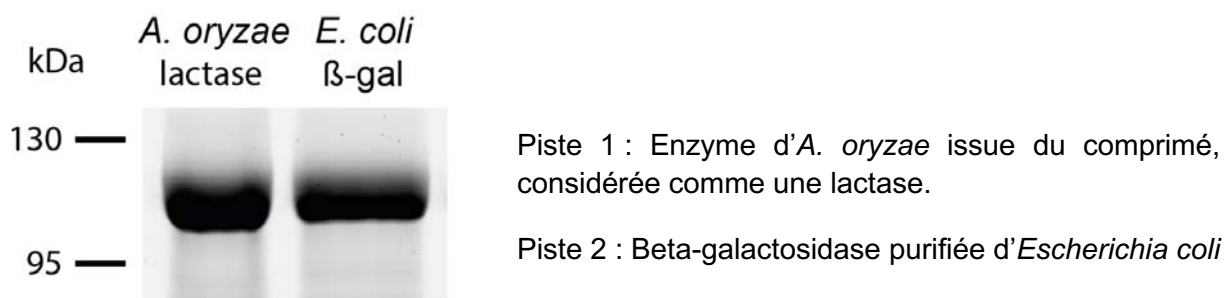 A. oryzae E. coli
kDa lactase ß-gal
130
95
Piste 1 : Enzyme d’A. oryzae issue du comprimé,
considérée comme une lactase.
Piste 2 : Beta-galactosidase purifiée d’Escherichia coli